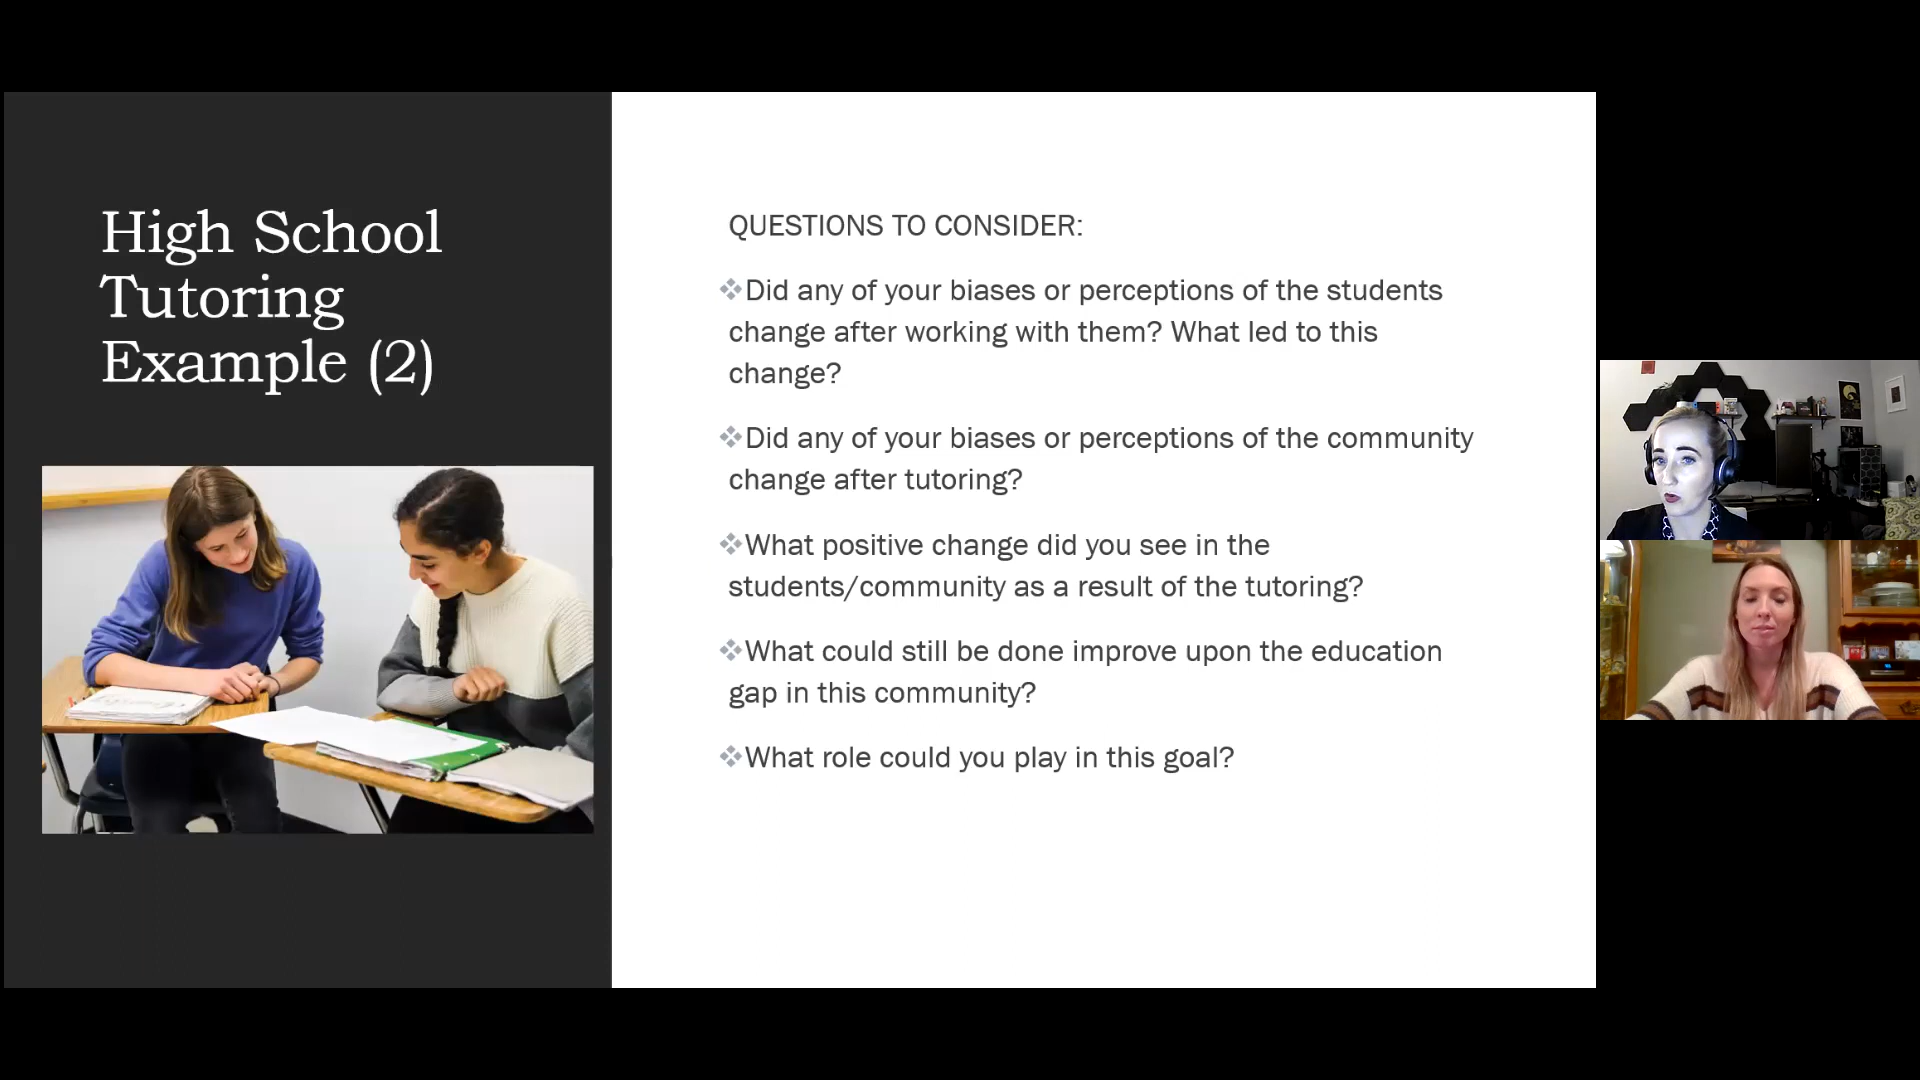 High School
Tutoring
Example (2)
QUESTIONS TO CONSIDER:
❖Did any of your biases or perceptions of the students
change after working with them? What led to this
change?
❖Did any of your biases or perceptions of the community
change after tutoring?
❖What positive change did you see in the
students/community as a result of the tutoring?
❖What could still be done improve upon the education
gap in this community?
❖What role could you play in this goal?